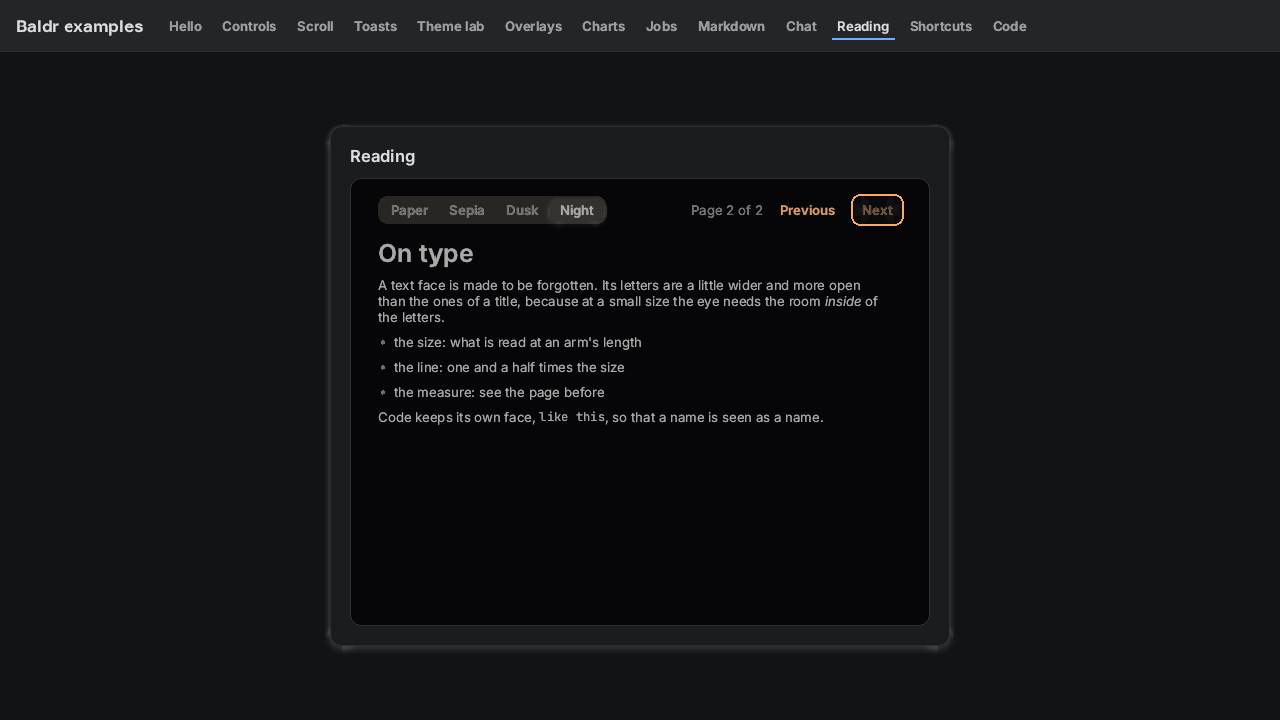 Baldr examples Hello Controls Scroll Toasts Theme lab Overlays Charts Jobs Markdown Chat Reading Shortcuts Code
Reading
Paper Sepia Dusk Night Page 2 of 2 Previous Next
On type
A text face is made to be forgotten. Its letters are a little wider and more open
than the ones of a title, because at a small size the eye needs the room inside of
the letters.
• the size: what is read at an arm's length
• the line: one and a half times the size
• the measure: see the page before
Code keeps its own face, like this, so that a name is seen as a name.